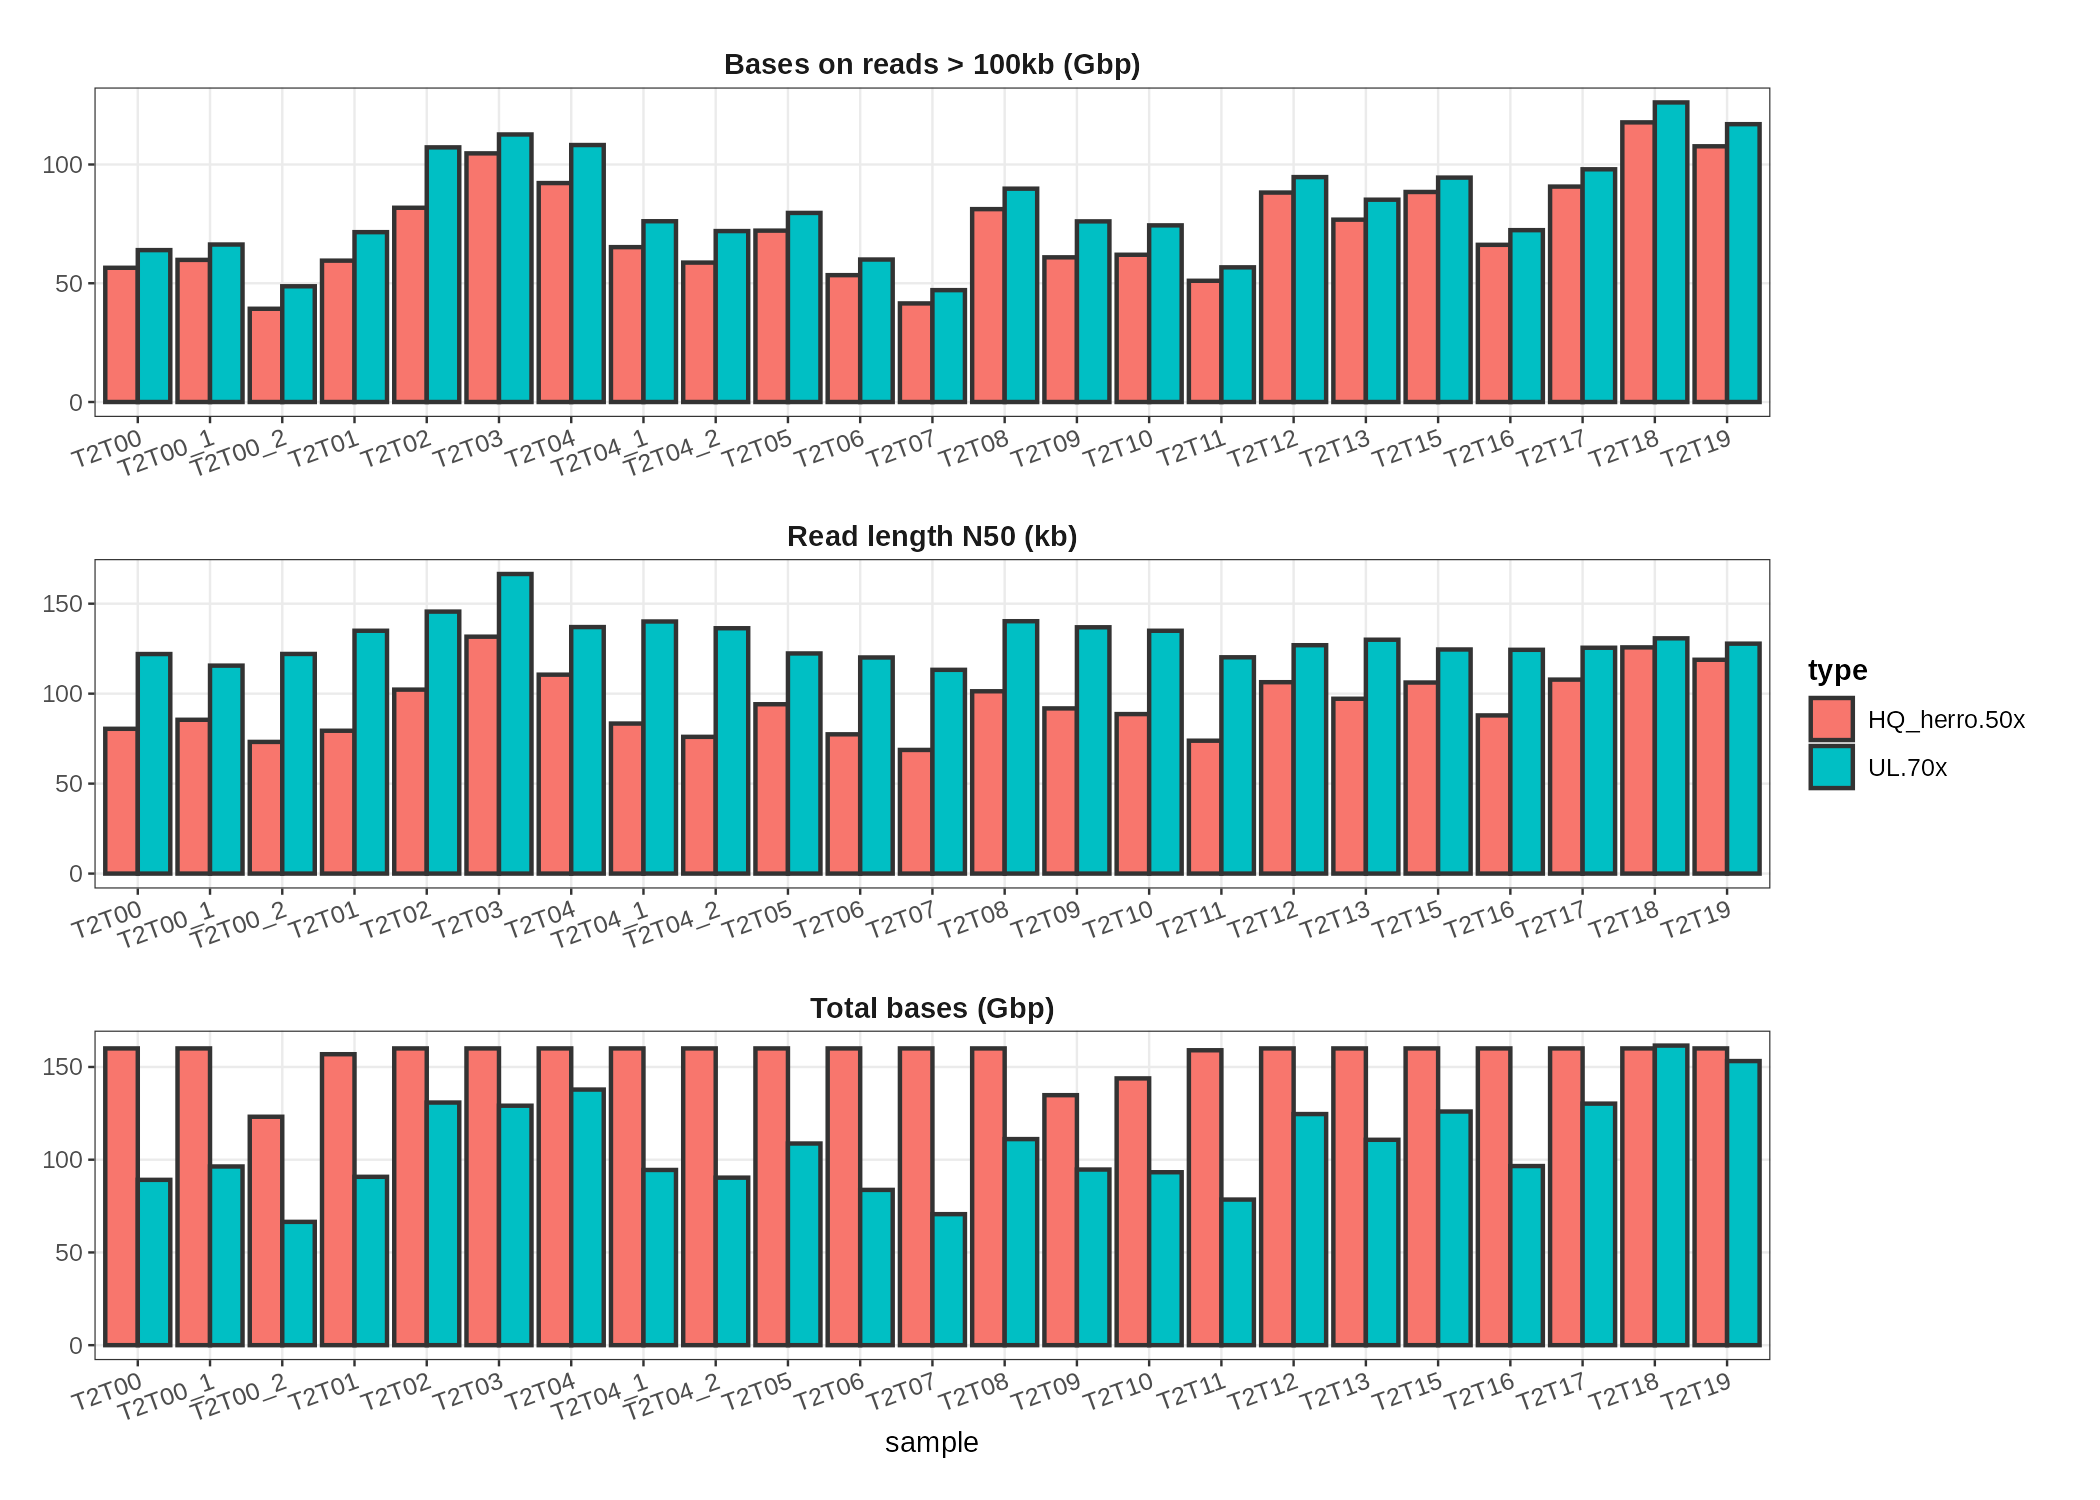 Bases on reads > 100kb (Gbp)
100
50
0
T2T00 T2T00_1 T2T00_2 T2T01 T2T02 T2T03 T2T04 T2T04_1 T2T04_2 T2T05 T2T06 T2T07 T2T08 T2T09 T2T10 T2T11 T2T12 T2T13 T2T15 T2T16 T2T17 T2T18 T2T19
Read length N50 (kb)
150
100
50
0
T2T00 T2T00_1 T2T00_2 T2T01 T2T02 T2T03 T2T04 T2T04_1 T2T04_2 T2T05 T2T06 T2T07 T2T08 T2T09 T2T10 T2T11 T2T12 T2T13 T2T15 T2T16 T2T17 T2T18 T2T19
type
HQ_herro.50x
UL.70x
Total bases (Gbp)
150
100
50
0
T2T00 T2T00_1 T2T00_2 T2T01 T2T02 T2T03 T2T04 T2T04_1 T2T04_2 T2T05 T2T06 T2T07 T2T08 T2T09 T2T10 T2T11 T2T12 T2T13 T2T15 T2T16 T2T17 T2T18 T2T19
sample